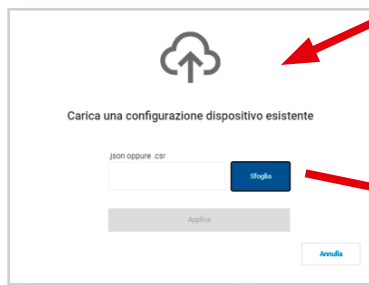 Carica una configurazione dispositivo esistente
.json oppure .csr
Sfoglia
Applica
Annulla